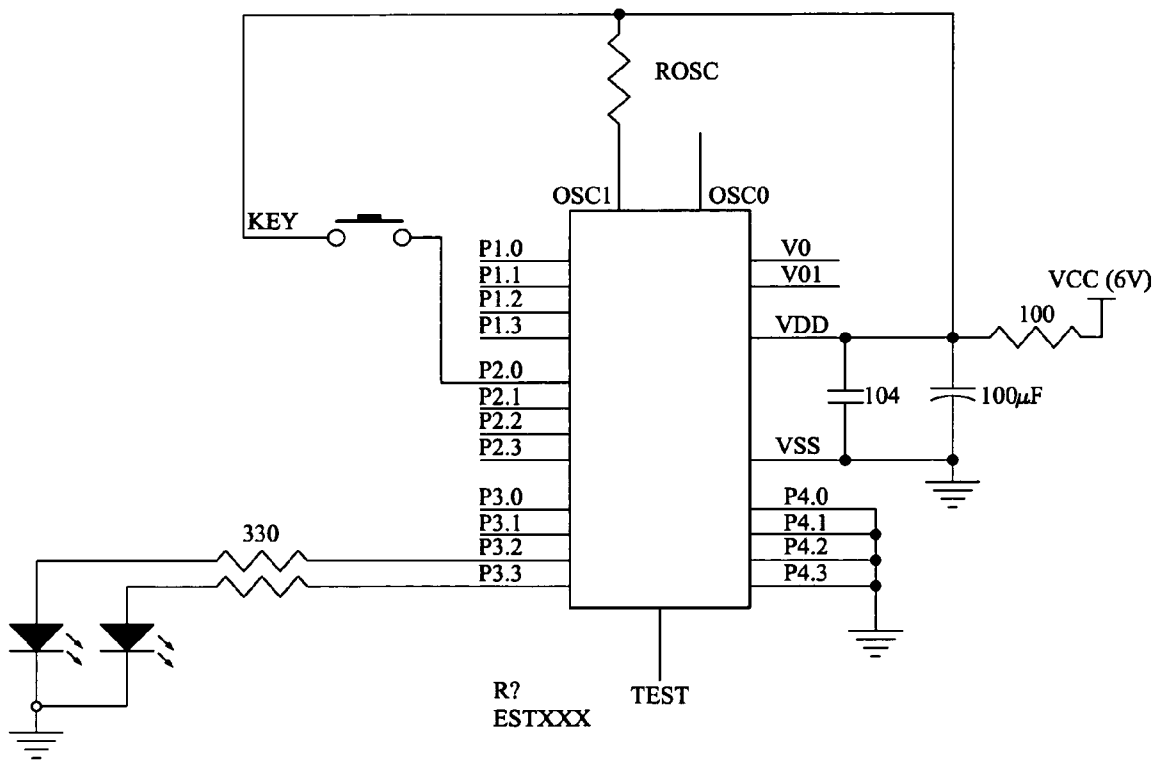 ROSC
OSC1
OSC0
KEY
P1.0
P1.1
P1.2
P1.3
P2.0
P2.1
P2.2
P2.3
P3.0
P3.1
P3.2
P3.3
V0
V01
VDD
VSS
P4.0
P4.1
P4.2
P4.3
VCC (6V)
100
104
100μF
330
TEST
R?
ESTXXX